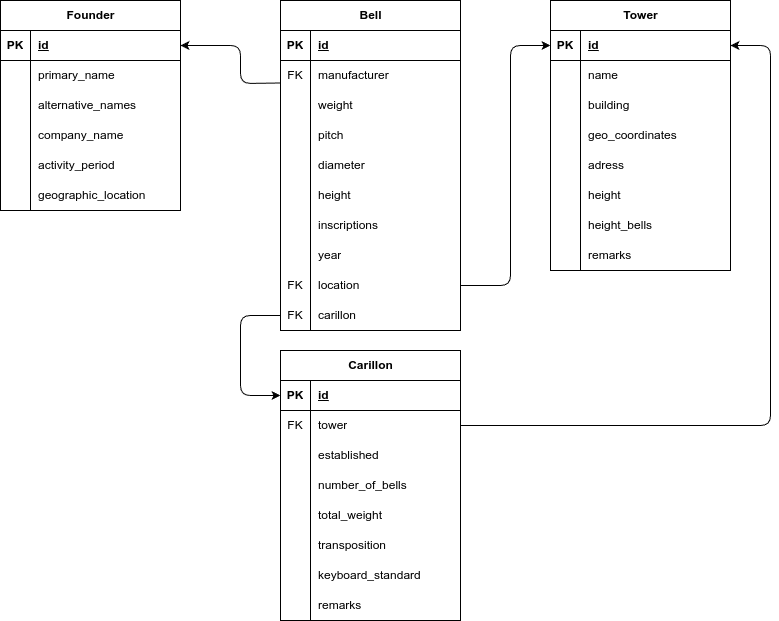 Founder
PK id
primary_name
alternative_names
company_name
activity_period
geographic_location
Bell
PK id
FK manufacturer
weight
pitch
diameter
height
inscriptions
year
FK location
FK carillon
Tower
PK id
name
building
geo_coordinates
adress
height
height_bells
remarks
Carillon
PK id
FK tower
established
number_of_bells
total_weight
transposition
keyboard_standard
remarks